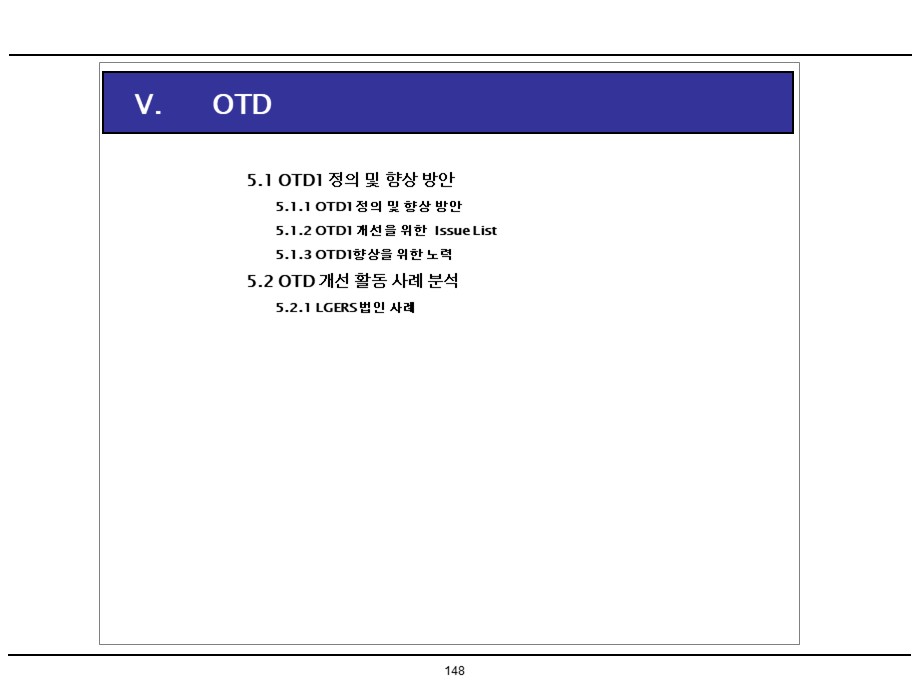 V. OTD
5.1 OTD1 정의 및 향상 방안
5.1.1 OTD1 정의 및 향상 방안
5.1.2 OTD1 개선을 위한 Issue List
5.1.3 OTD1향상을 위한 노력
5.2 OTD 개선 활동 사례 분석
5.2.1 LGERS법인 사례
148